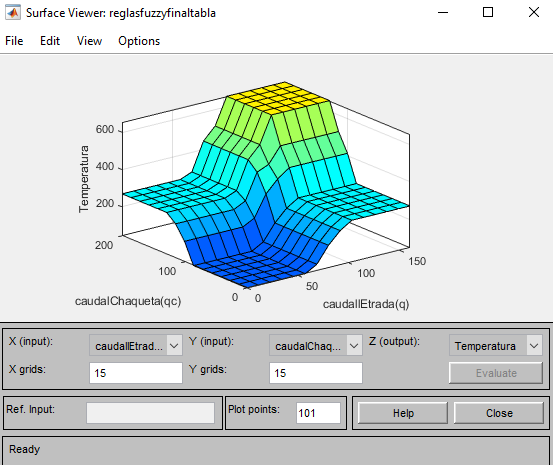 Surface Viewer: reglasfuzzyfinaltabla
File Edit View Options
600
400
200
Temperatura
200
100
0
0
50
100
150
caudalChaqueta(qc)
caudallEtrada(q)
X (input): caudallEtrad... Y (input): caudalChaq... Z (output): Temperatura
X grids: 15 Y grids: 15 Evaluate
Ref. Input: Plot points: 101 Help Close
Ready